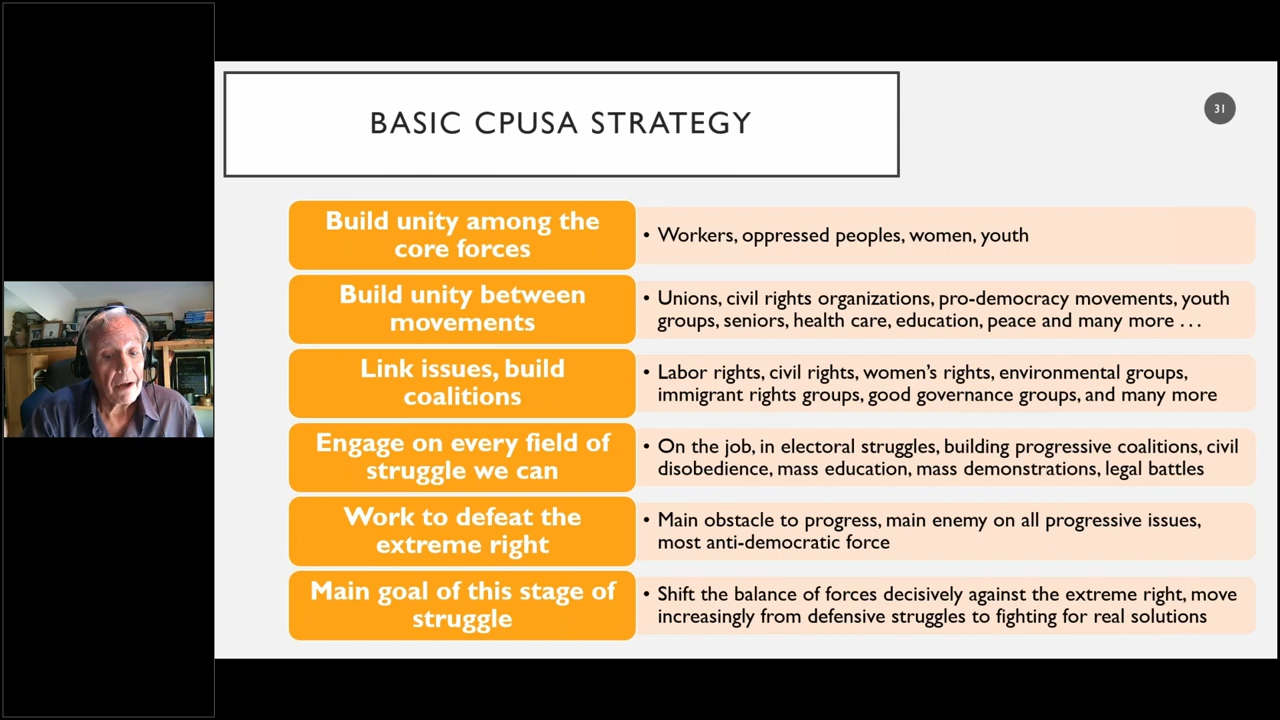 BASIC CPUSA STRATEGY
31
Build unity among the
core forces
• Workers, oppressed peoples, women, youth
Build unity between
movements
• Unions, civil rights organizations, pro-democracy movements, youth
groups, seniors, health care, education, peace and many more . . .
Link issues, build
coalitions
• Labor rights, civil rights, women’s rights, environmental groups,
immigrant rights groups, good governance groups, and many more
Engage on every field of
struggle we can
• On the job, in electoral struggles, building progressive coalitions, civil
disobedience, mass education, mass demonstrations, legal battles
Work to defeat the
extreme right
• Main obstacle to progress, main enemy on all progressive issues,
most anti-democratic force
Main goal of this stage of
struggle
• Shift the balance of forces decisively against the extreme right, move
increasingly from defensive struggles to fighting for real solutions